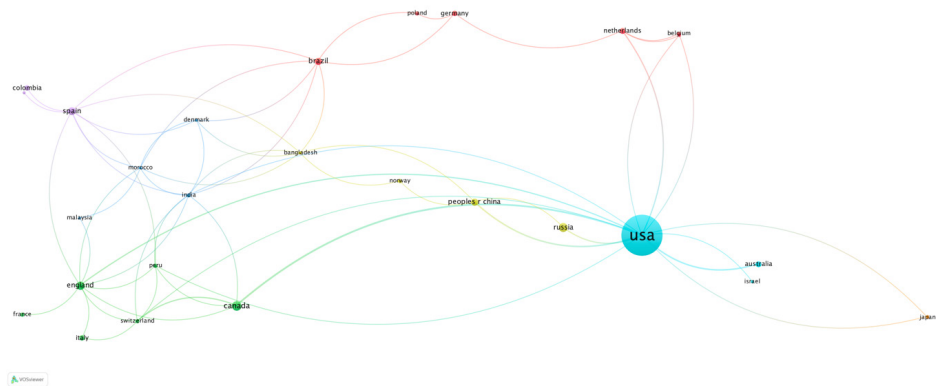 poland
germany
netherlands
belgium
brazil
colombia
spain
denmark
bangladesh
morocco
norway
india
peoples r china
malaysia
russia
usa
peru
australia
israel
england
canada
france
switzerland
japan
italy
VOSviewer